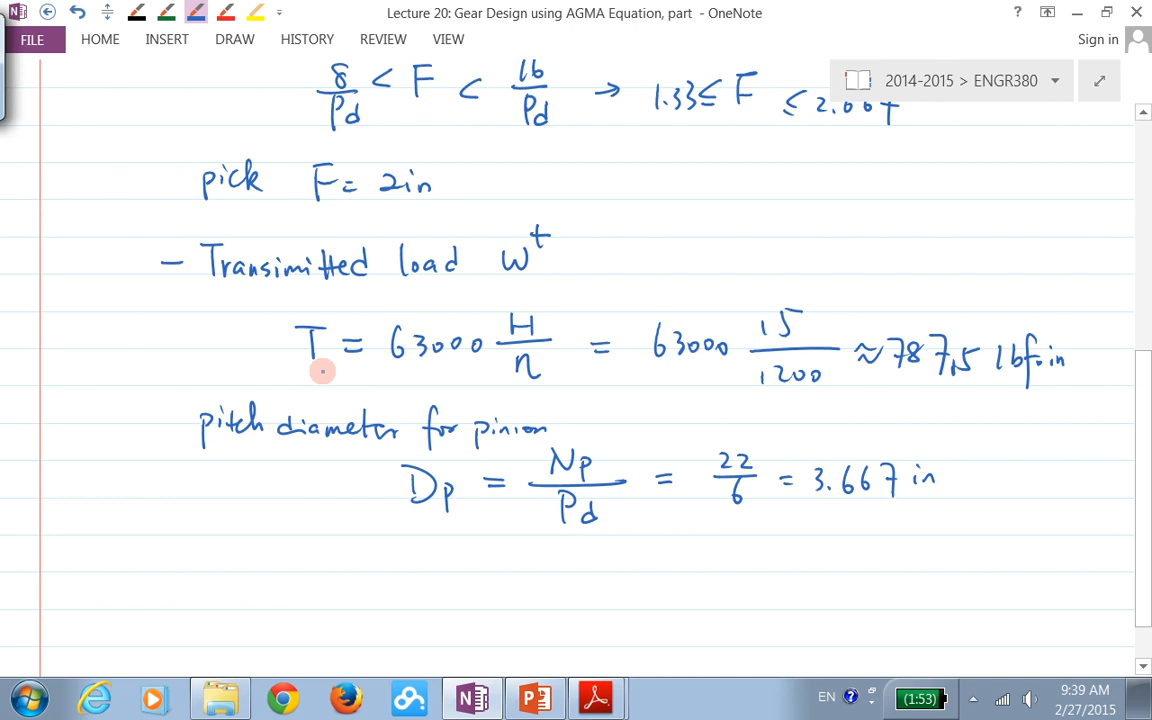 Lecture 20: Gear Design using AGMA Equation, part - OneNote
FILE HOME INSERT DRAW HISTORY REVIEW VIEW Sign in
8/Pd < F < 16/Pd → 1.33 ≤ F ≤ 2.667
2014-2015 > ENGR380
pick F = 2in
- Transimitted load W^t
T = 63000 H/n = 63000 15/1200 ≈ 787.5 lbf.in
pitch diameter for pinion
Dp = Np/Pd = 22/6 = 3.667 in
EN (1:53) 9:39 AM
2/27/2015